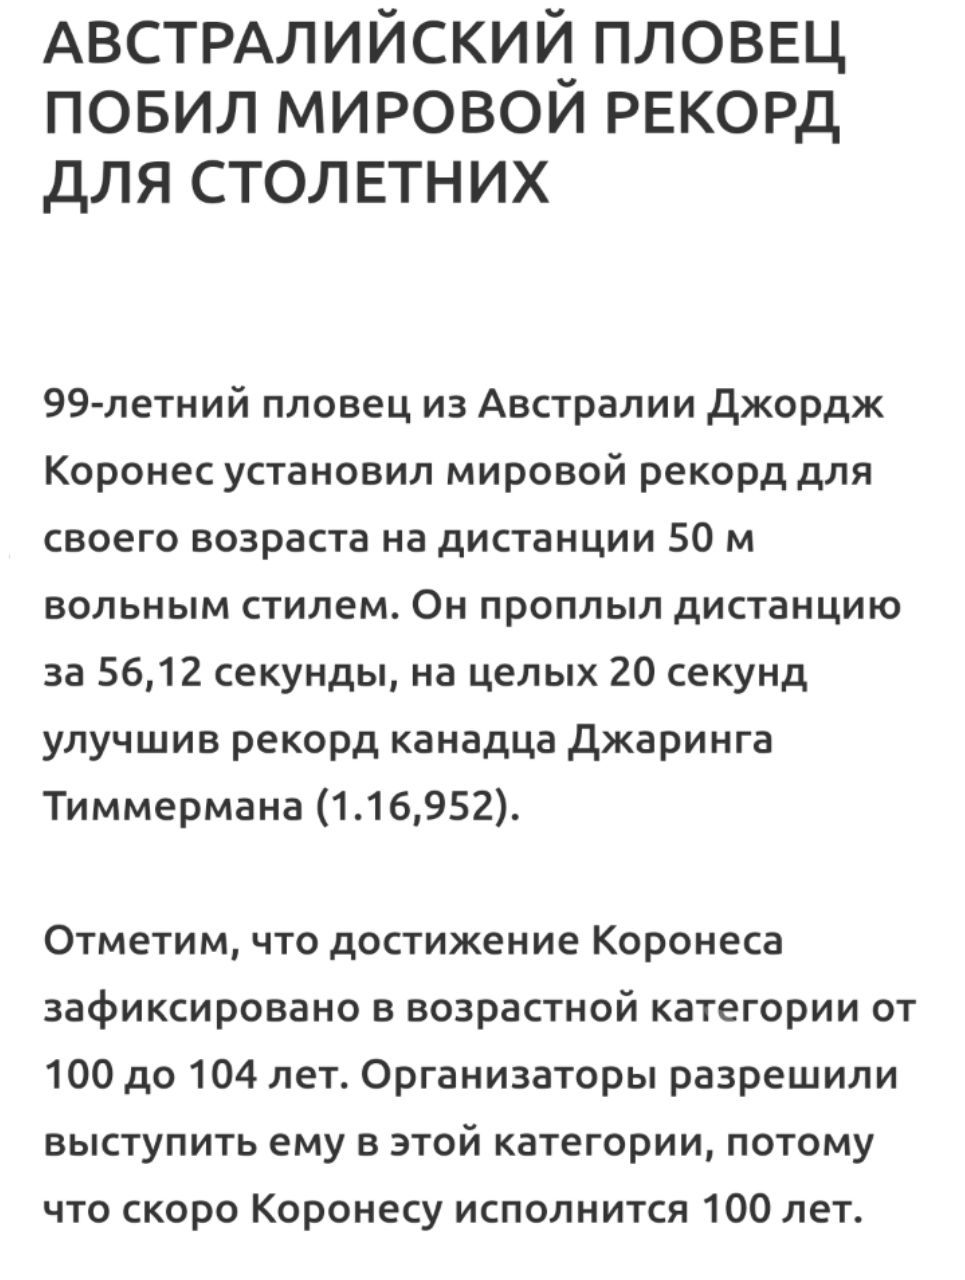 АВСТРАЛИЙСКИЙ ПЛОВЕЦ
ПОБИЛ МИРОВОЙ РЕКОРД
ДЛЯ СТОЛЕТНИХ
99-летний пловец из Австралии Джордж
Коронес установил мировой рекорд для
своего возраста на дистанции 50 м
вольным стилем. Он проплыл дистанцию
за 56,12 секунды, на целых 20 секунд
улучшив рекорд канадца Джаринга
Тиммермана (1.16,952).
Отметим, что достижение Коронеса
зафиксировано в возрастной категории от
100 до 104 лет. Организаторы разрешили
выступить ему в этой категории, потому
что скоро Коронесу исполнится 100 лет.